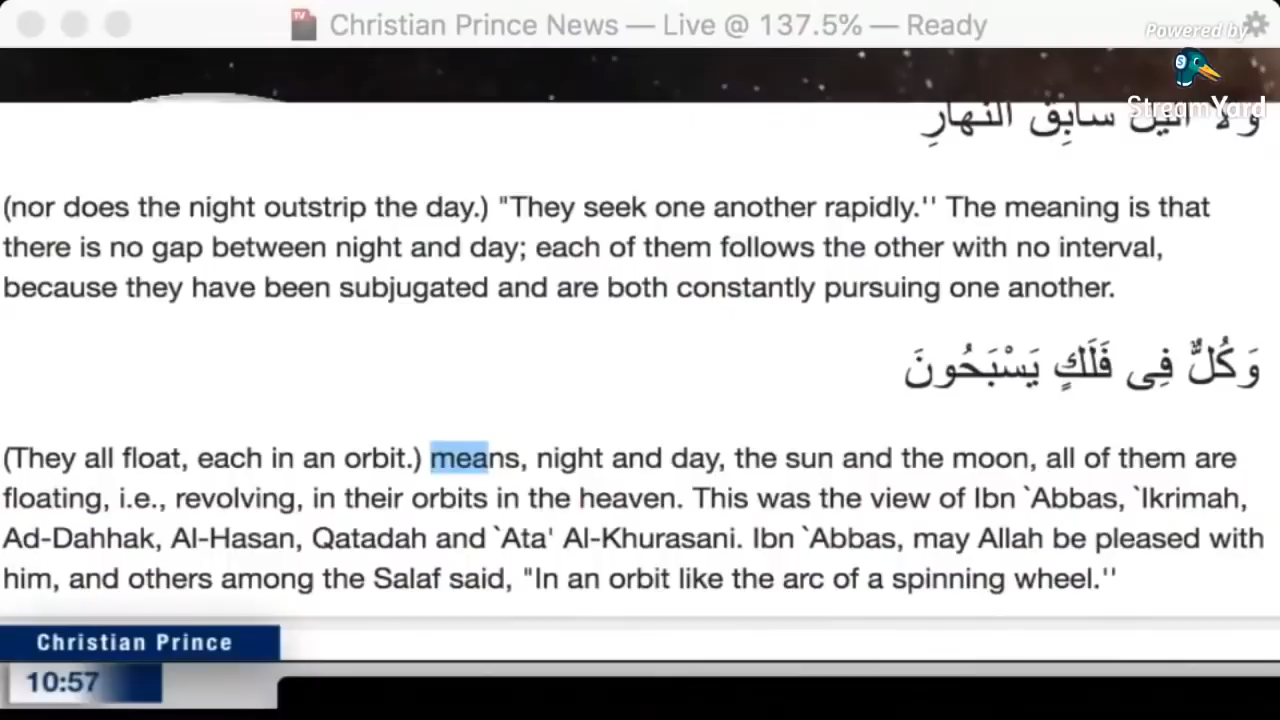 Christian Prince News — Live @ 137.5% — Ready
Powered by
StreamYard
وَلَا الَّيْلُ سَابِقُ النَّهَارِ
(nor does the night outstrip the day.) "They seek one another rapidly.'' The meaning is that
there is no gap between night and day; each of them follows the other with no interval,
because they have been subjugated and are both constantly pursuing one another.
وَكُلٌّ فِى فَلَكٍ يَسْبَحُونَ
(They all float, each in an orbit.) means, night and day, the sun and the moon, all of them are
floating, i.e., revolving, in their orbits in the heaven. This was the view of Ibn `Abbas, `Ikrimah,
Ad-Dahhak, Al-Hasan, Qatadah and `Ata' Al-Khurasani. Ibn `Abbas, may Allah be pleased with
him, and others among the Salaf said, "In an orbit like the arc of a spinning wheel.''
Christian Prince
10:57